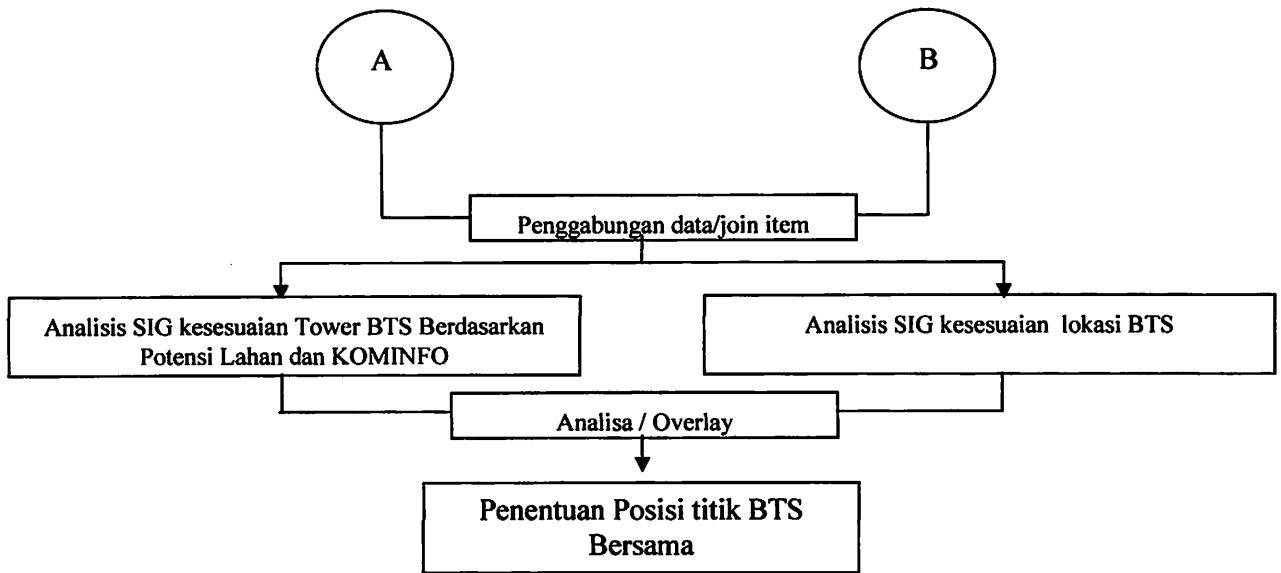 A
B
Penggabungan data/join item
Analisis SIG kesesuaian Tower BTS Berdasarkan
Potensi Lahan dan KOMINFO
Analisis SIG kesesuaian lokasi BTS
Analisa / Overlay
Penentuan Posisi titik BTS
Bersama